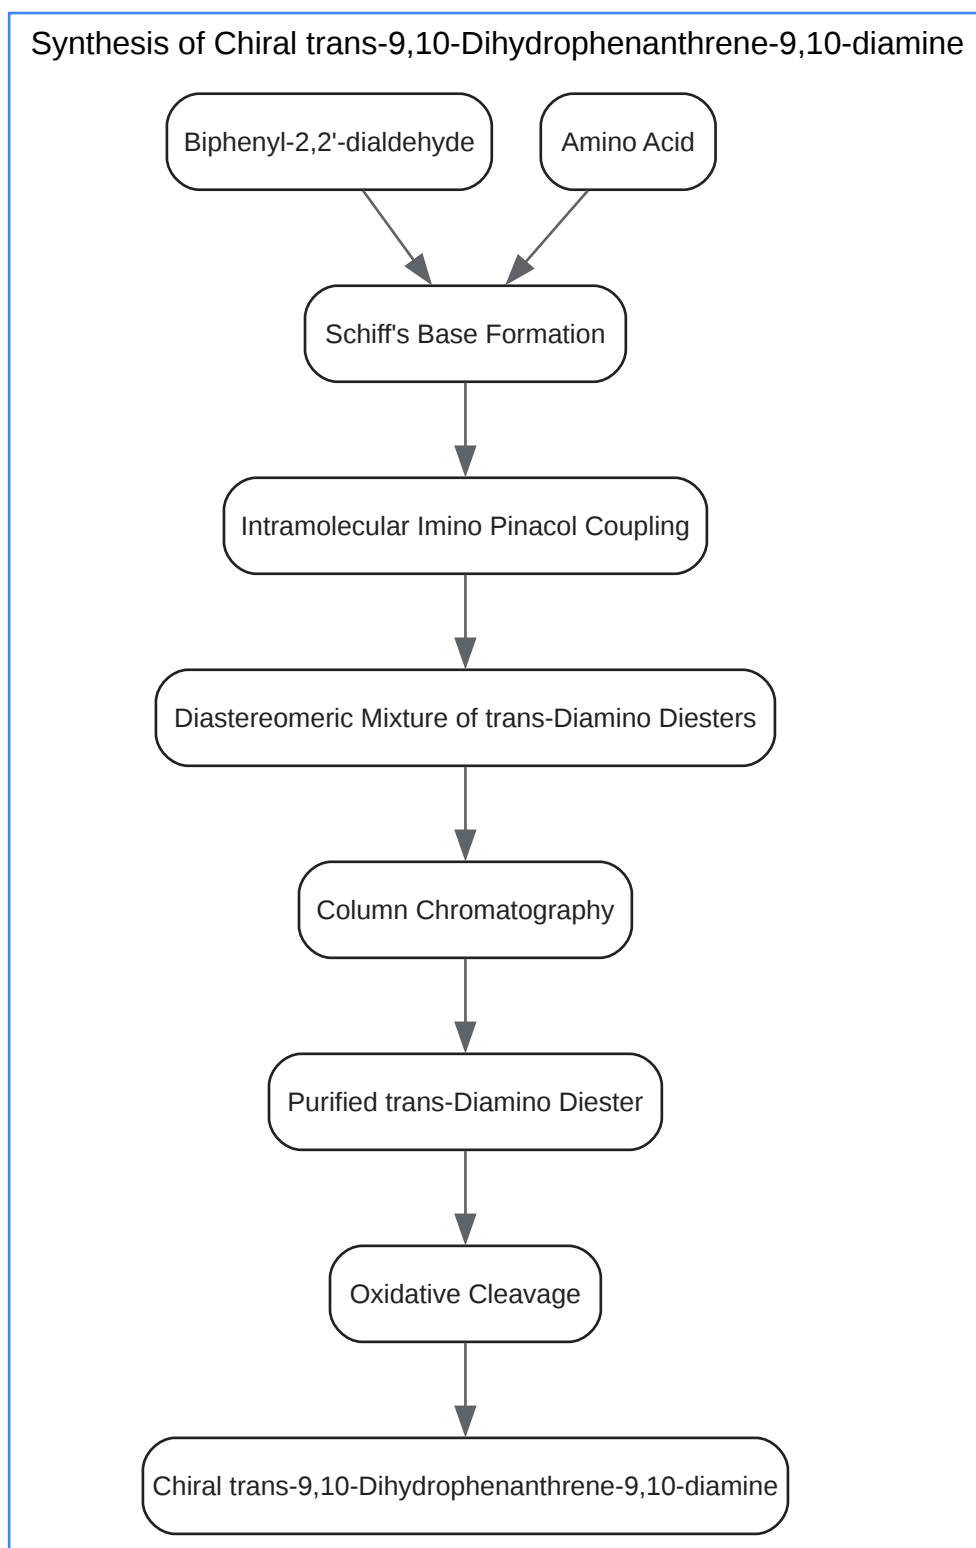 Synthesis of Chiral trans-9,10-Dihydrophenanthrene-9,10-diamine
Biphenyl-2,2'-dialdehyde
Amino Acid
Schiff's Base Formation
Intramolecular Imino Pinacol Coupling
Diastereomeric Mixture of trans-Diamino Diesters
Column Chromatography
Purified trans-Diamino Diester
Oxidative Cleavage
Chiral trans-9,10-Dihydrophenanthrene-9,10-diamine